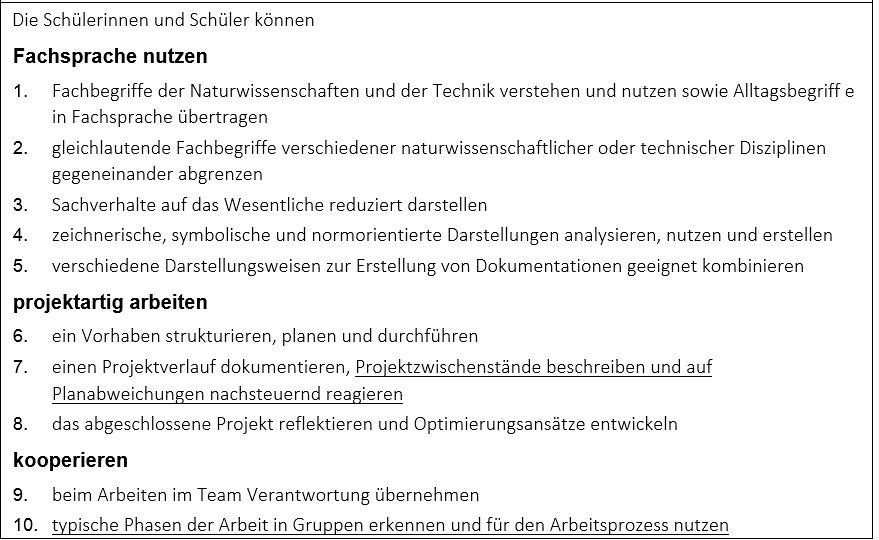 Die Schülerinnen und Schüler können
Fachsprache nutzen
1. Fachbegriffe der Naturwissenschaften und der Technik verstehen und nutzen sowie Alltagsbegriff e
in Fachsprache übertragen
2. gleichlautende Fachbegriffe verschiedener naturwissenschaftlicher oder technischer Disziplinen
gegeneinander abgrenzen
3. Sachverhalte auf das Wesentliche reduziert darstellen
4. zeichnerische, symbolische und normorientierte Darstellungen analysieren, nutzen und erstellen
5. verschiedene Darstellungsweisen zur Erstellung von Dokumentationen geeignet kombinieren
projektartig arbeiten
6. ein Vorhaben strukturieren, planen und durchführen
7. einen Projektverlauf dokumentieren, Projektzwischenstände beschreiben und auf
Planabweichungen nachsteuernd reagieren
8. das abgeschlossene Projekt reflektieren und Optimierungsansätze entwickeln
kooperieren
9. beim Arbeiten im Team Verantwortung übernehmen
10. typische Phasen der Arbeit in Gruppen erkennen und für den Arbeitsprozess nutzen